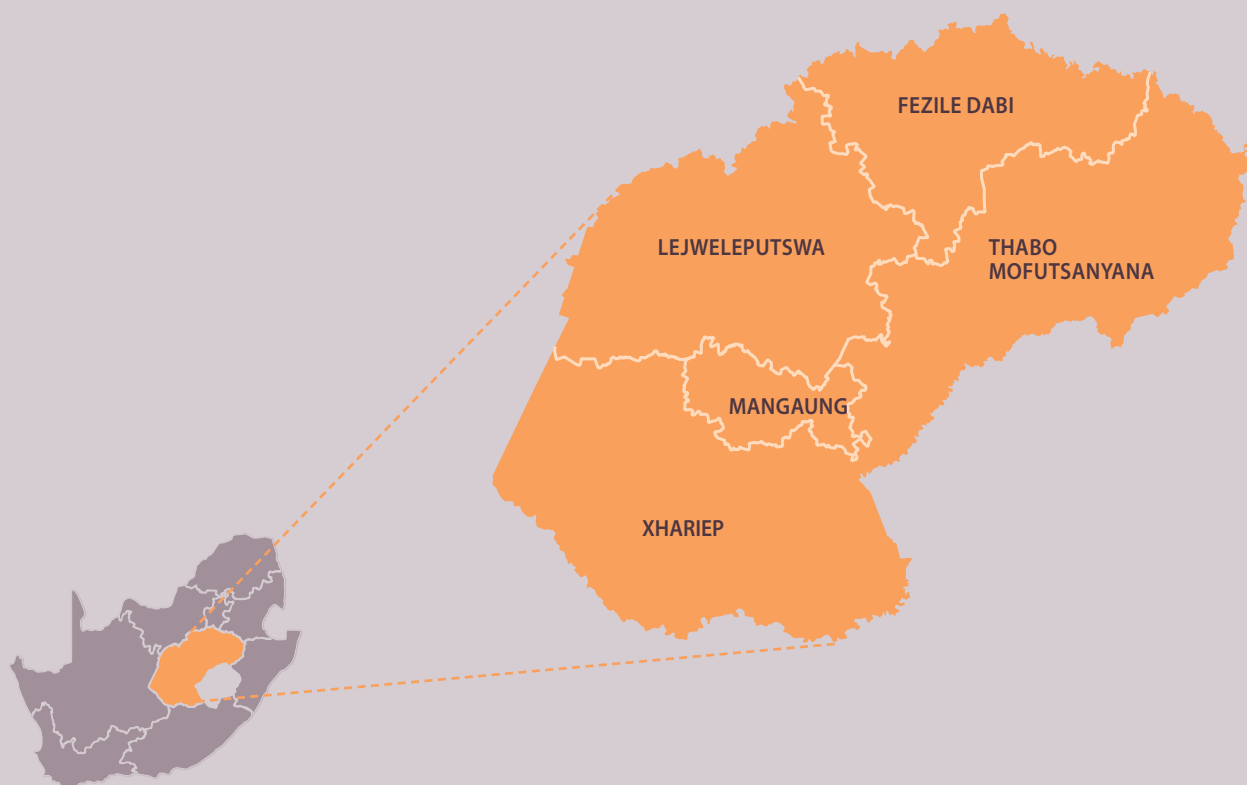 FEZILE DABI
LEJWELEPUTSWA
THABO
MOFUTSANYANA
MANGAUNG
XHARIEP